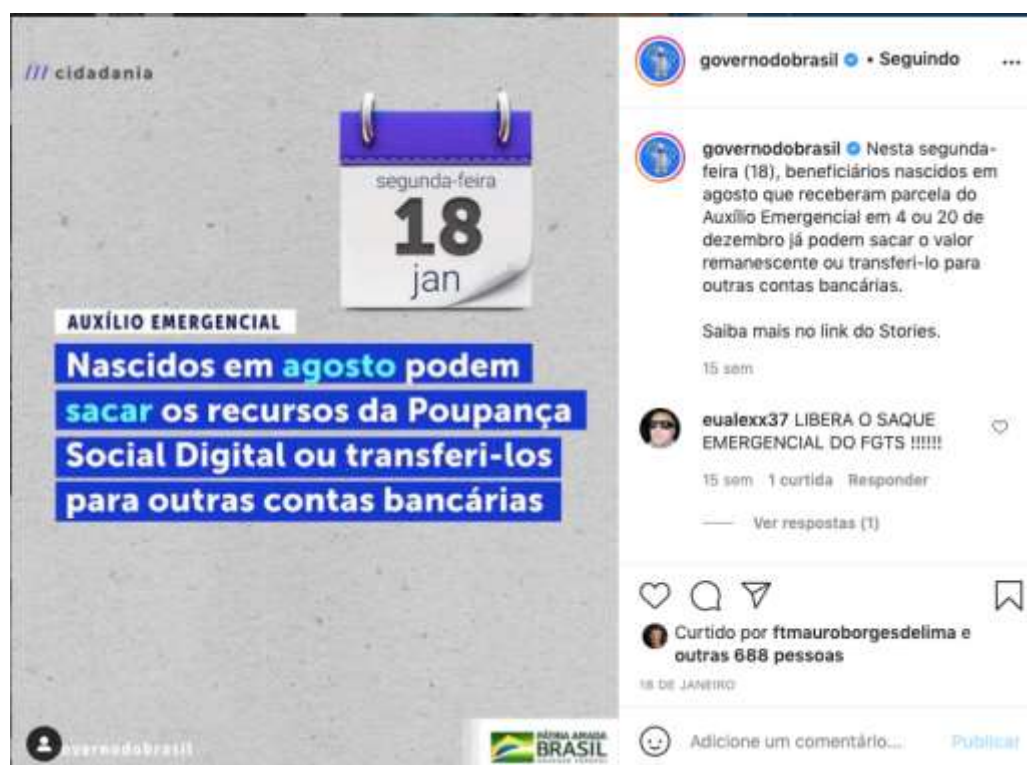 /// cidadania
segunda-feira
18
jan
AUXÍLIO EMERGENCIAL
Nascidos em agosto podem
sacar os recursos da Poupança
Social Digital ou transferi-los
para outras contas bancárias
governodobrasil
PÁTRIA AMADA
BRASIL
GOVERNO FEDERAL
governodobrasil • Seguindo
...
governodobrasil Nesta segunda-
feira (18), beneficiários nascidos em
agosto que receberam parcela do
Auxílio Emergencial em 4 ou 20 de
dezembro já podem sacar o valor
remanescente ou transferi-lo para
outras contas bancárias.
Saiba mais no link do Stories.
15 sem
eualexx37 LIBERA O SAQUE
EMERGENCIAL DO FGTS !!!!!!
15 sem 1 curtida Responder
Ver respostas (1)
Curtido por ftmauroborgesdelima e
outras 688 pessoas
18 DE JANEIRO
Adicione um comentário... Publicar